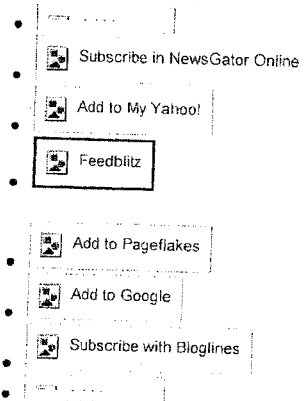 Subscribe in NewsGator Online
Add to My Yahoo!
Feedblitz
Add to Pageflakes
Add to Google
Subscribe with Bloglines